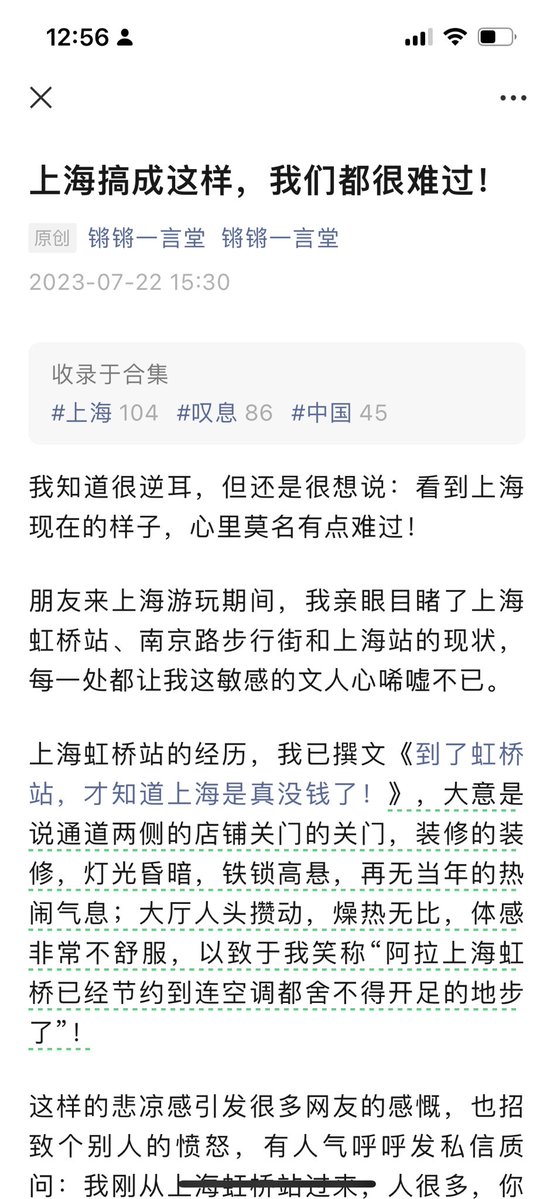 12:56
上海搞成这样，我们都很难过！
原创 锵锵一言堂 锵锵一言堂
2023-07-22 15:30
收录于合集
#上海 104 #叹息 86 #中国 45
我知道很逆耳，但还是很想说：看到上海
现在的样子，心里莫名有点难过！
朋友来上海游玩期间，我亲眼目睹了上海
虹桥站、南京路步行街和上海站的现状，
每一处都让我这敏感的文人心唏嘘不已。
上海虹桥站的经历，我已撰文《到了虹桥
站，才知道上海是真没钱了！》，大意是
说通道两侧的店铺关门的关门，装修的装
修，灯光昏暗，铁锁高悬，再无当年的热
闹气息；大厅人头攒动，燥热无比，体感
非常不舒服，以致于我笑称“阿拉上海虹
桥已经节约到连空调都舍不得开足的地步
了”！
这样的悲凉感引发很多网友的感慨，也招
致个别人的愤怒，有人气呼呼发私信质
问：我刚从上海虹桥站过来，人很多，你